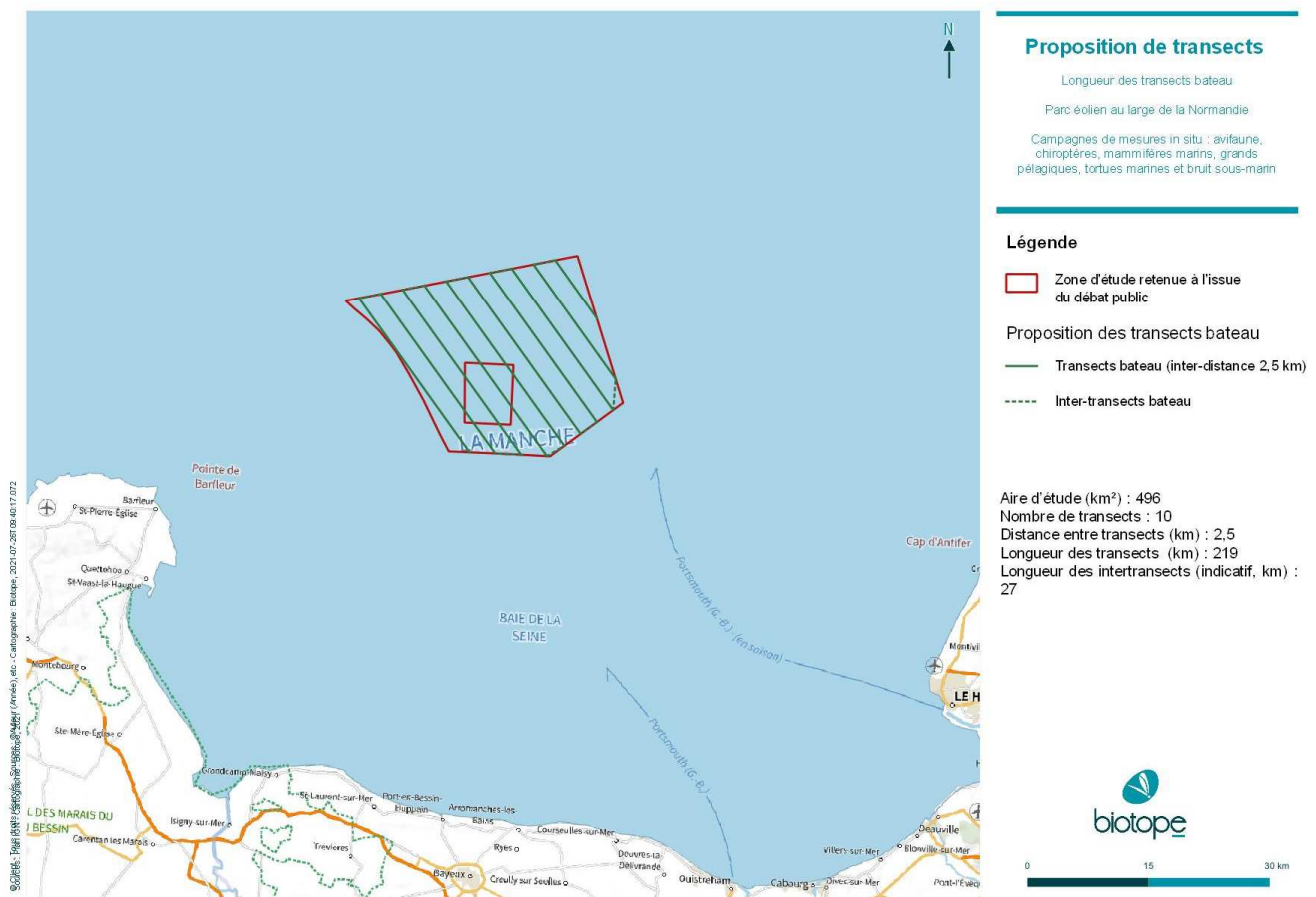 N
Pointe de
Barfleur
Barfleur
St-Pierre-Église
Quettehou
St-Vaast-la-Hougue
Montebourg
Ste-Mère-Église
LA MANCHE
BAIE DE LA
SEINE
Portsmouth (G.-B.) (en saison)
Portsmouth (G.-B.)
Cap d'Antifer
Montivil
LE H
Grandcamp-Maisy
St-Laurent-sur-Mer
Port-en-Bessin-
Huppain
Arromanches-les-
Bains
Courseulles-sur-Mer
L DES MARAIS DU
BESSIN
Isigny-sur-Mer
Carentan les Marais
Trévières
Ryes
Douvres-la-
Délivrande
Bayeux
Creully sur Seulles
Ouistreham
Cabourg
Dives-sur-Mer
Villers-sur-Mer
Blonville-sur-Mer
Deauville
Pont-l'Évêq
Proposition de transects
Longueur des transects bateau
Parc éolien au large de la Normandie
Campagnes de mesures in situ : avifaune,
chiroptères, mammifères marins, grands
pélagiques, tortues marines et bruit sous-marin
Légende
Zone d'étude retenue à l'issue
du débat public
Proposition des transects bateau
Transects bateau (inter-distance 2,5 km)
Inter-transects bateau
Aire d'étude (km²) : 496
Nombre de transects : 10
Distance entre transects (km) : 2,5
Longueur des transects (km) : 219
Longueur des intertransects (indicatif, km) :
27
biotope
0 15 30 km